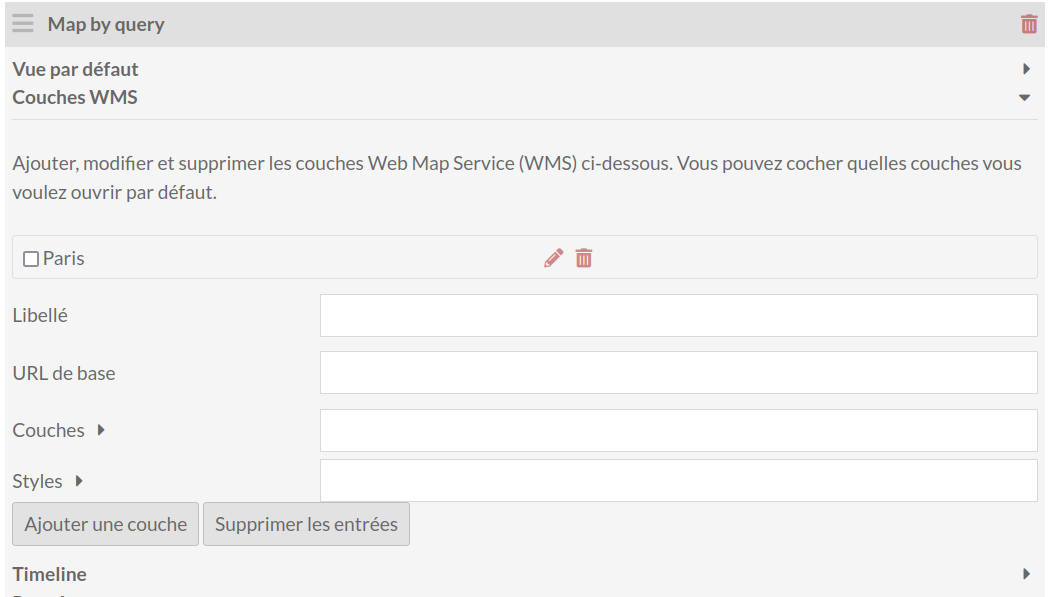 Map by query
Vue par défaut
Couches WMS
Ajouter, modifier et supprimer les couches Web Map Service (WMS) ci-dessous. Vous pouvez cocher quelles couches vous
voulez ouvrir par défaut.
Paris
Libellé
URL de base
Couches
Styles
Ajouter une couche Supprimer les entrées
Timeline